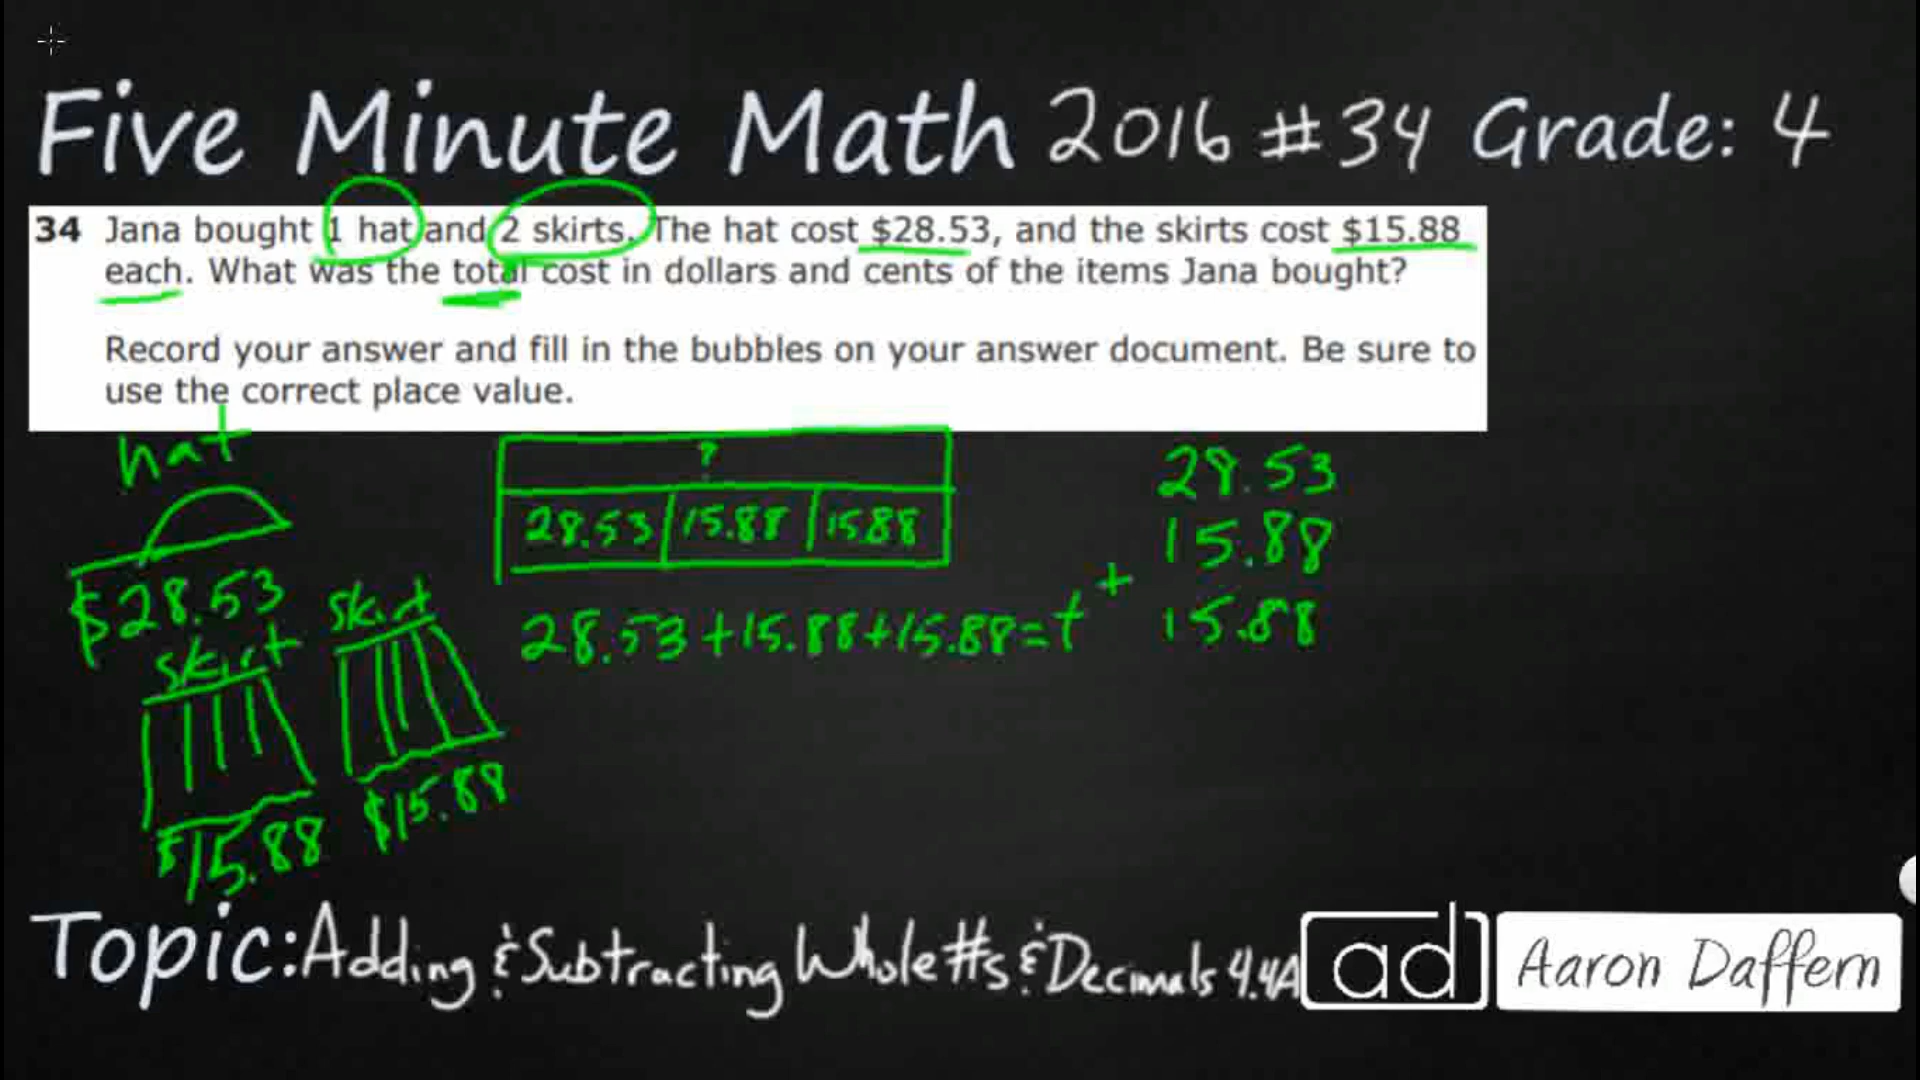 Five Minute Math 2016 #34 Grade: 4
34 Jana bought 1 hat and 2 skirts. The hat cost $28.53, and the skirts cost $15.88
each. What was the total cost in dollars and cents of the items Jana bought?
Record your answer and fill in the bubbles on your answer document. Be sure to
use the correct place value.
hat
$28.53
skirt
$15.88
skirt
$15.88
?
28.53 15.88 15.88
28.53+15.88+15.88=t
28.53
15.88
+ 15.88
Topic: Adding & Subtracting Whole #s & Decimals 4.4A
ad Aaron Daffern